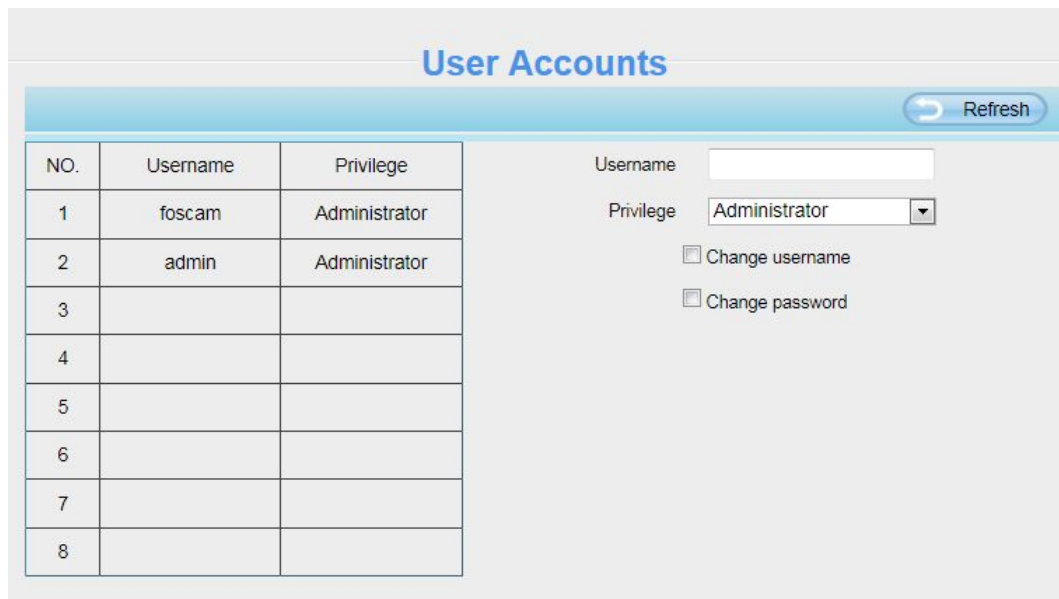 User Accounts
Refresh
NO. Username Privilege
1 foscam Administrator
2 admin Administrator
3
4
5
6
7
8
Username
Privilege Administrator
Change username
Change password